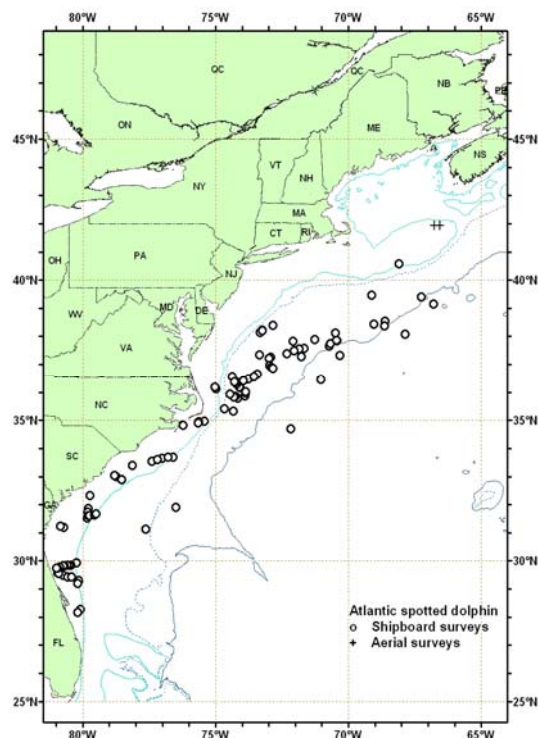 80°W 75°W 70°W 65°W
QC QC NB PE
ON ME
45°N 45°N
VT NS
NH
NY
MA
CT RI
OH PA
40°N NJ 40°N
MD DE
WV
VA
NC
35°N 35°N
SC
GA
30°N 30°N
Atlantic spotted dolphin
o Shipboard surveys
+ Aerial surveys
FL
25°N 25°N
80°W 75°W 70°W 65°W